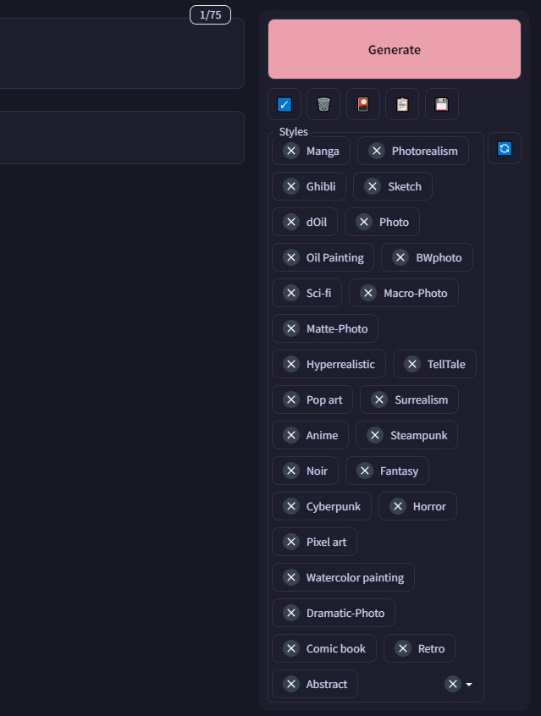 1/75
Generate
Styles
Manga Photorealism
Ghibli Sketch
dOil Photo
Oil Painting BWphoto
Sci-fi Macro-Photo
Matte-Photo
Hyperrealistic TellTale
Pop art Surrealism
Anime Steampunk
Noir Fantasy
Cyberpunk Horror
Pixel art
Watercolor painting
Dramatic-Photo
Comic book Retro
Abstract